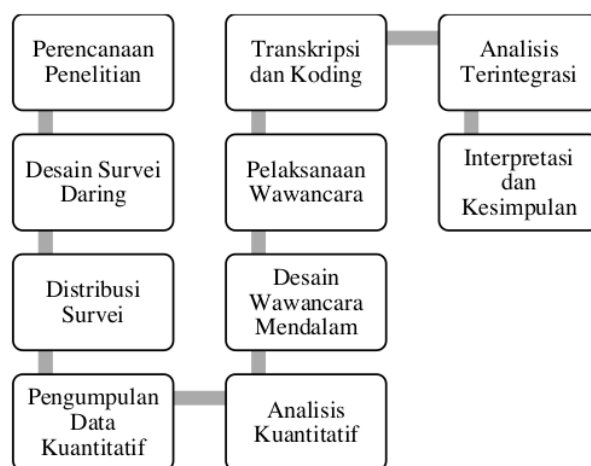 Perencanaan
Penelitian
Desain Survei
Daring
Distribusi
Survei
Pengumpulan
Data
Kuantitatif
Analisis
Kuantitatif
Desain
Wawancara
Mendalam
Pelaksanaan
Wawancara
Transkripsi
dan Koding
Analisis
Terintegrasi
Interpretasi
dan
Kesimpulan